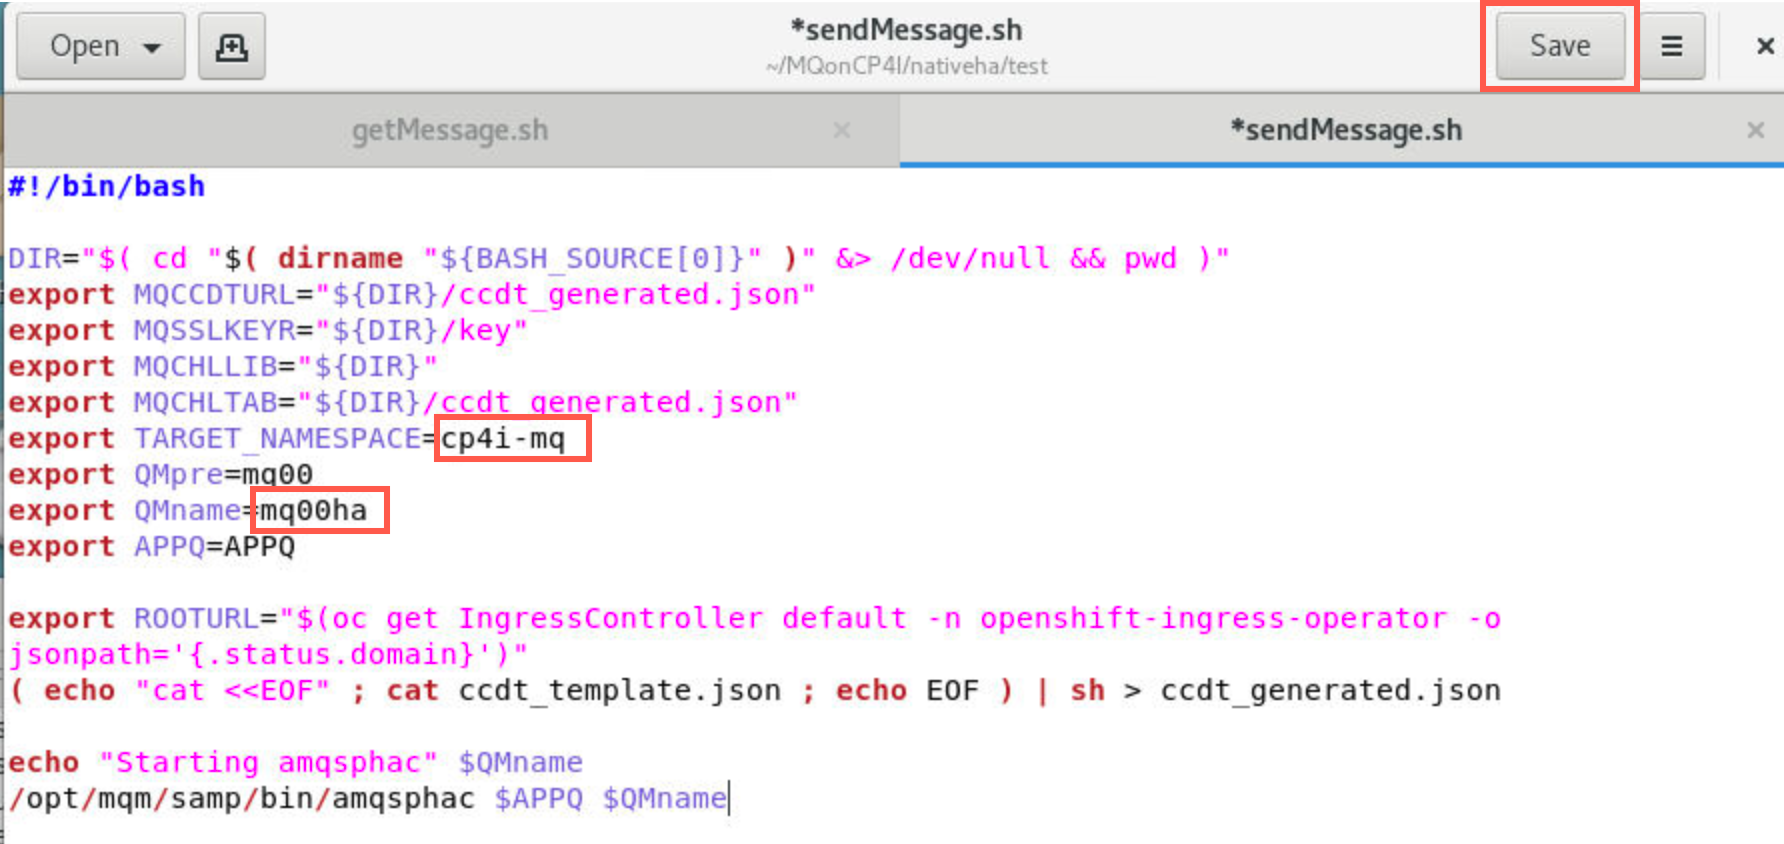 Open
*sendMessage.sh
~/MQonCP4I/nativeha/test
Save
getMessage.sh
*sendMessage.sh
#!/bin/bash
DIR="$( cd "$( dirname "${BASH_SOURCE[0]}" )" &> /dev/null && pwd )"
export MQCCDTURL="${DIR}/ccdt_generated.json"
export MQSSLKEYR="${DIR}/key"
export MQCHLLIB="${DIR}"
export MQCHLTAB="${DIR}/ccdt_generated.json"
export TARGET_NAMESPACE=cp4i-mq
export QMpre=mq00
export QMname=mq00ha
export APPQ=APPQ
export ROOTURL="$(oc get IngressController default -n openshift-ingress-operator -o
jsonpath='{.status.domain}')"
( echo "cat <<EOF" ; cat ccdt_template.json ; echo EOF ) | sh > ccdt_generated.json
echo "Starting amqsphac" $QMname
/opt/mqm/samp/bin/amqsphac $APPQ $QMname